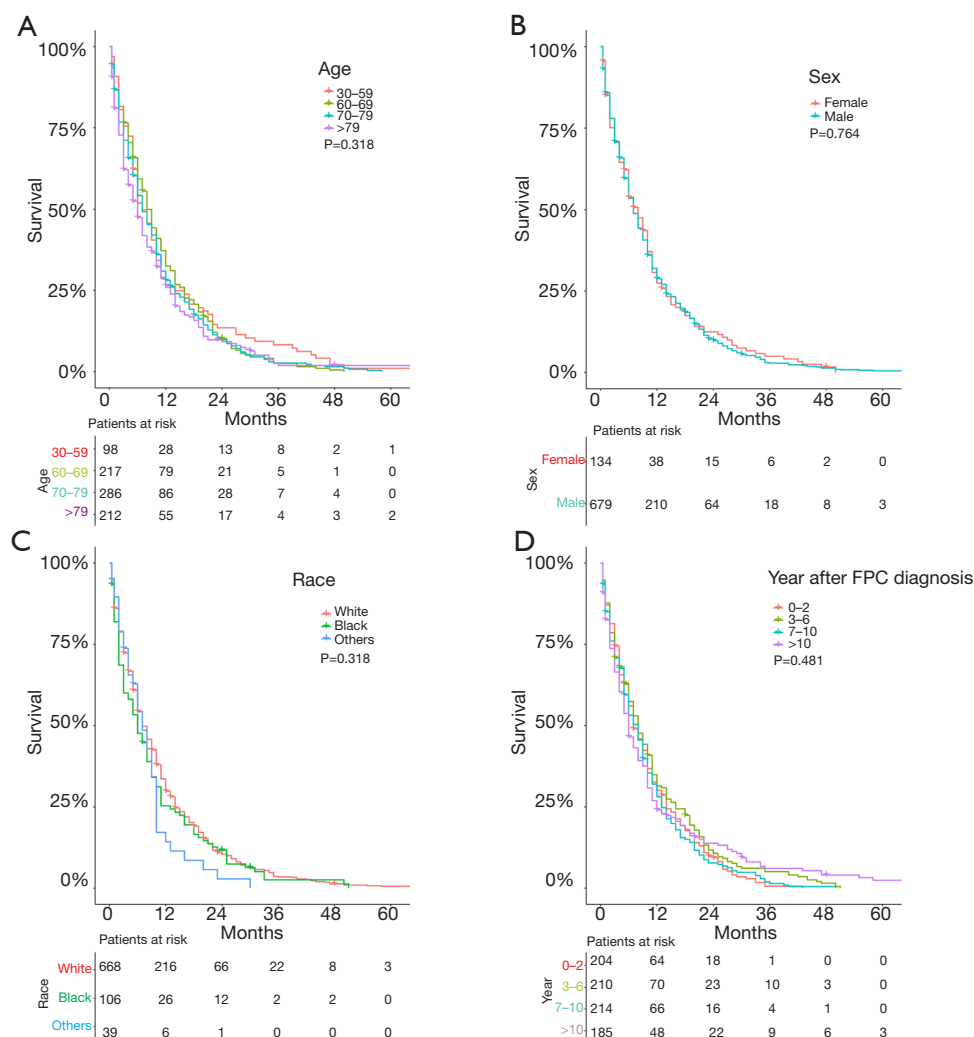 A
100%
75%
50%
25%
0%
Survival
Age
30–59
60–69
70–79
>79
P=0.318
0 12 24 36 48 60
Months
Patients at risk
Age
30–59 98 28 13 8 2 1
60–69 217 79 21 5 1 0
70–79 286 86 28 7 4 0
>79 212 55 17 4 3 2
B
100%
75%
50%
25%
0%
Survival
Sex
Female
Male
P=0.764
0 12 24 36 48 60
Months
Patients at risk
Sex
Female 134 38 15 6 2 0
Male 679 210 64 18 8 3
C
100%
75%
50%
25%
0%
Survival
Race
White
Black
Others
P=0.318
0 12 24 36 48 60
Months
Patients at risk
Race
White 668 216 66 22 8 3
Black 106 26 12 2 2 0
Others 39 6 1 0 0 0
D
100%
75%
50%
25%
0%
Survival
Year after FPC diagnosis
0–2
3–6
7–10
>10
P=0.481
0 12 24 36 48 60
Months
Patients at risk
Year
0–2 204 64 18 1 0 0
3–6 210 70 23 10 3 0
7–10 214 66 16 4 1 0
>10 185 48 22 9 6 3